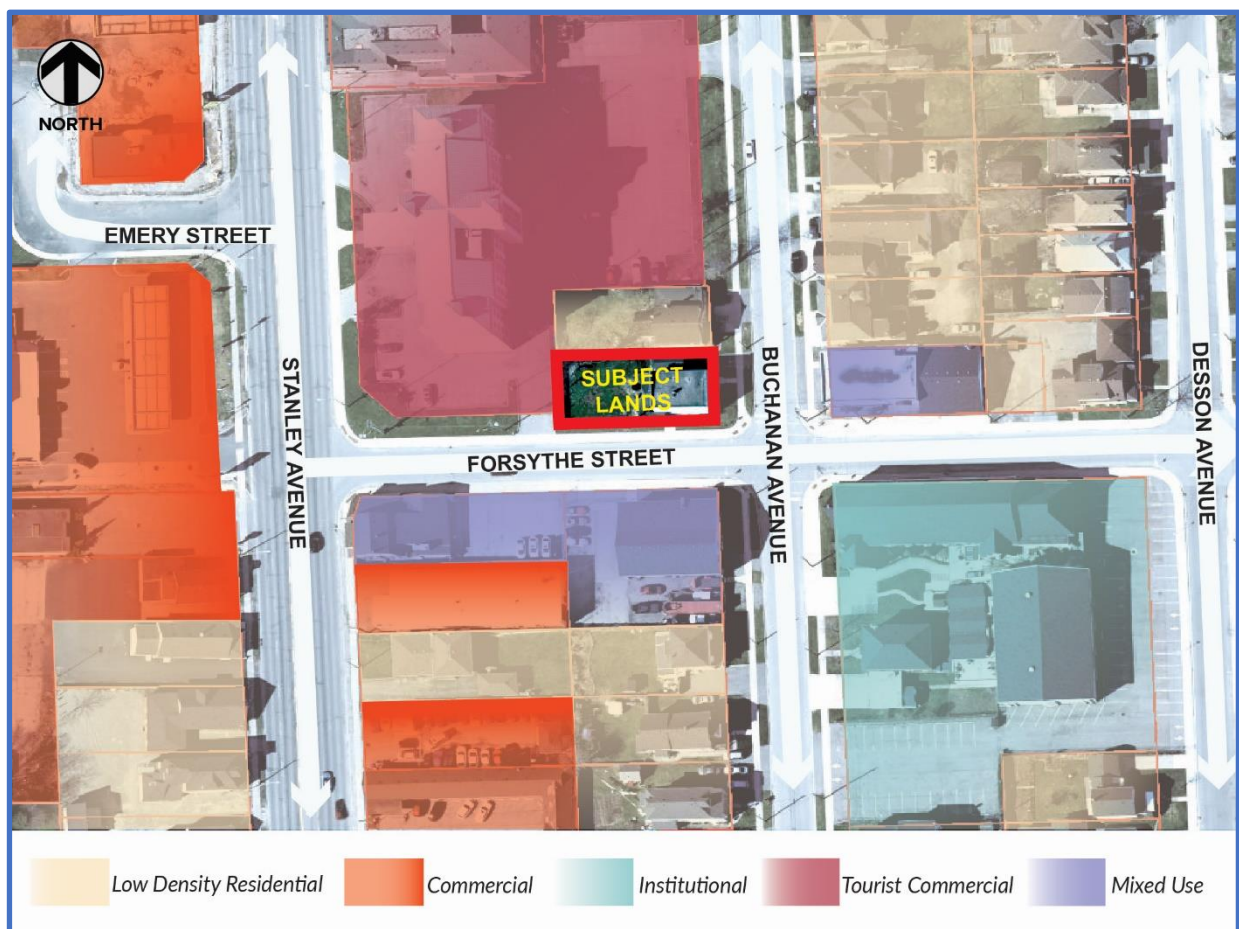 NORTH
EMERY STREET
SUBJECT
LANDS
STANLEY AVENUE
BUCHANAN AVENUE
DESSON AVENUE
FORSYTHE STREET
Low Density Residential
Commercial
Institutional
Tourist Commercial
Mixed Use